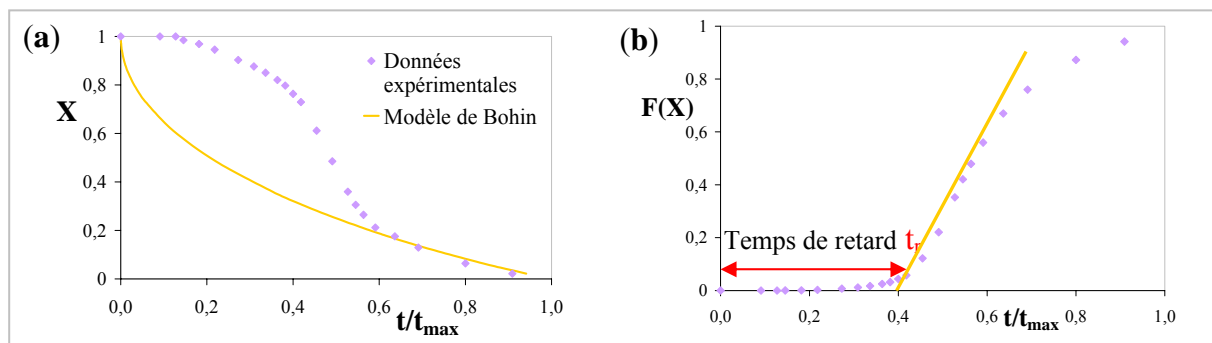 (a)
1
0,8
X
0,6
0,4
0,2
0
0,0
0,2
0,4
0,6
0,8
1,0
t/tmax
Données
expérimentales
Modèle de Bohin
(b)
1
F(X)
0,8
0,6
0,4
0,2
0
Temps de retard tr
0,0
0,2
0,4
0,6
0,8
1,0
t/tmax